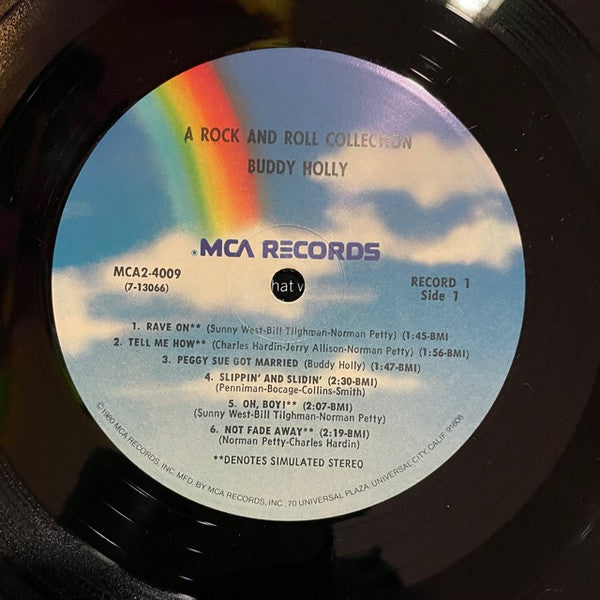 A ROCK AND ROLL COLLECTION
BUDDY HOLLY
MCA RECORDS
MCA2-4009
(7-13066)
RECORD 1
Side 1
hat v
1. RAVE ON** (Sunny West-Bill Tilghman-Norman Petty) (1:45-BMI)
2. TELL ME HOW** (Charles Hardin-Jerry Allison-Norman Petty) (1:56-BMI)
3. PEGGY SUE GOT MARRIED (Buddy Holly) (1:47-BMI)
4. SLIPPIN' AND SLIDIN' (2:30-BMI)
(Penniman-Bocage-Collins-Smith)
5. OH, BOY!** (2:07-BMI)
(Sunny West-Bill Tilghman-Norman Petty)
6. NOT FADE AWAY** (2:19-BMI)
(Norman Petty-Charles Hardin)
**DENOTES SIMULATED STEREO
©1980 MCA RECORDS, INC. MFD. BY MCA RECORDS, INC., 70 UNIVERSAL PLAZA, UNIVERSAL CITY, CALIF. 91608